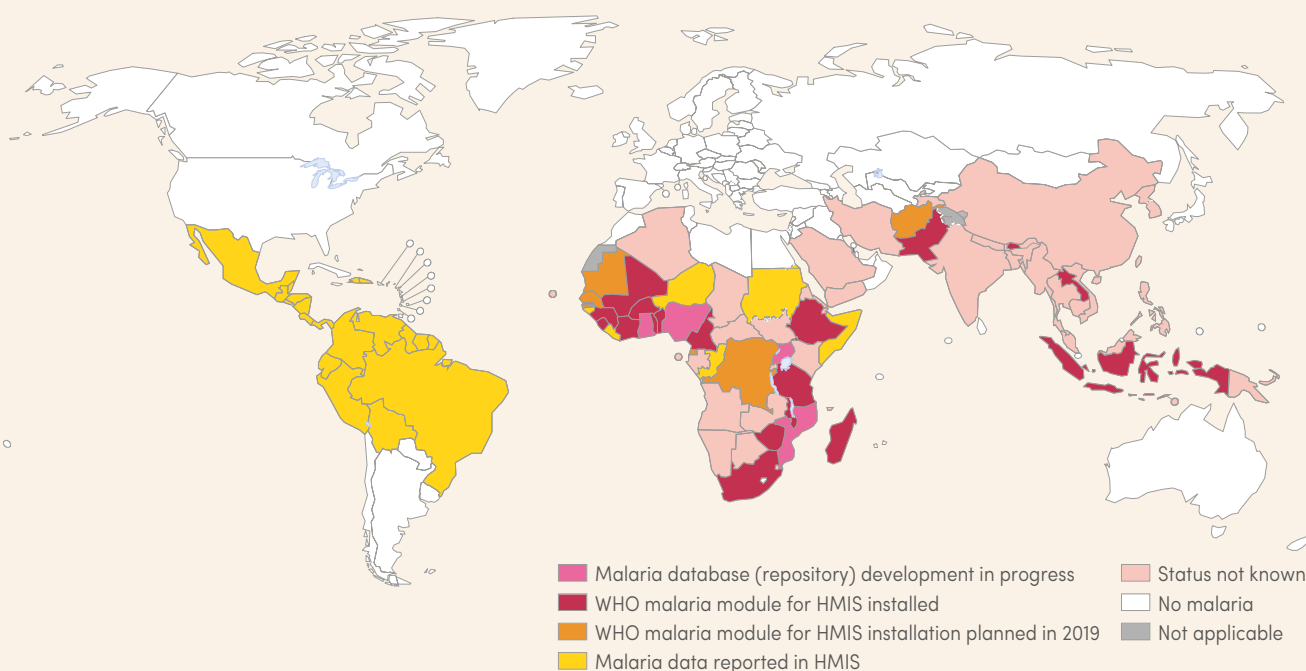 Malaria database (repository) development in progress
WHO malaria module for HMIS installed
WHO malaria module for HMIS installation planned in 2019
Malaria data reported in HMIS
Status not known
No malaria
Not applicable